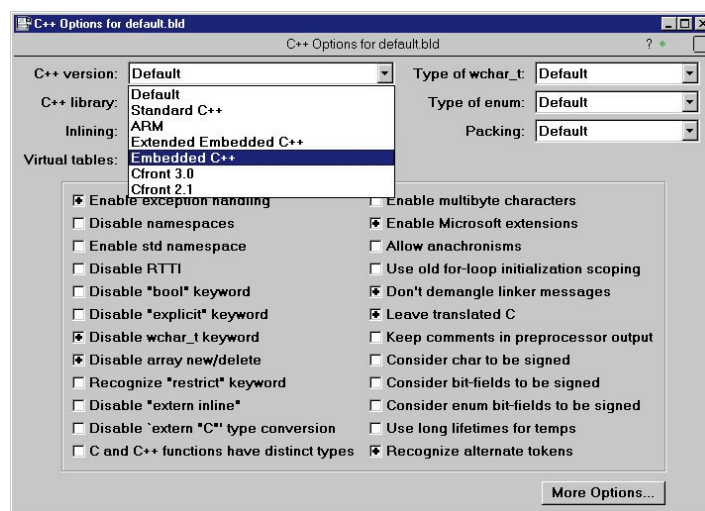 C++ Options for default.bld
C++ Options for default.bld ?
C++ version: Default Type of wchar_t: Default
Default
Standard C++
C++ library: Type of enum: Default
ARM
Extended Embedded C++
Inlining: Packing: Default
Embedded C++
Virtual tables:
Cfront 3.0
Cfront 2.1
Enable exception handling Enable multibyte characters
Disable namespaces Enable Microsoft extensions
Enable std namespace Allow anachronisms
Disable RTTI Use old for-loop initialization scoping
Disable "bool" keyword Don't demangle linker messages
Disable "explicit" keyword Leave translated C
Disable wchar_t keyword Keep comments in preprocessor output
Disable array new/delete Consider char to be signed
Recognize "restrict" keyword Consider bit-fields to be signed
Disable "extern inline" Consider enum bit-fields to be signed
Disable `extern "C"' type conversion Use long lifetimes for temps
C and C++ functions have distinct types Recognize alternate tokens
More Options...